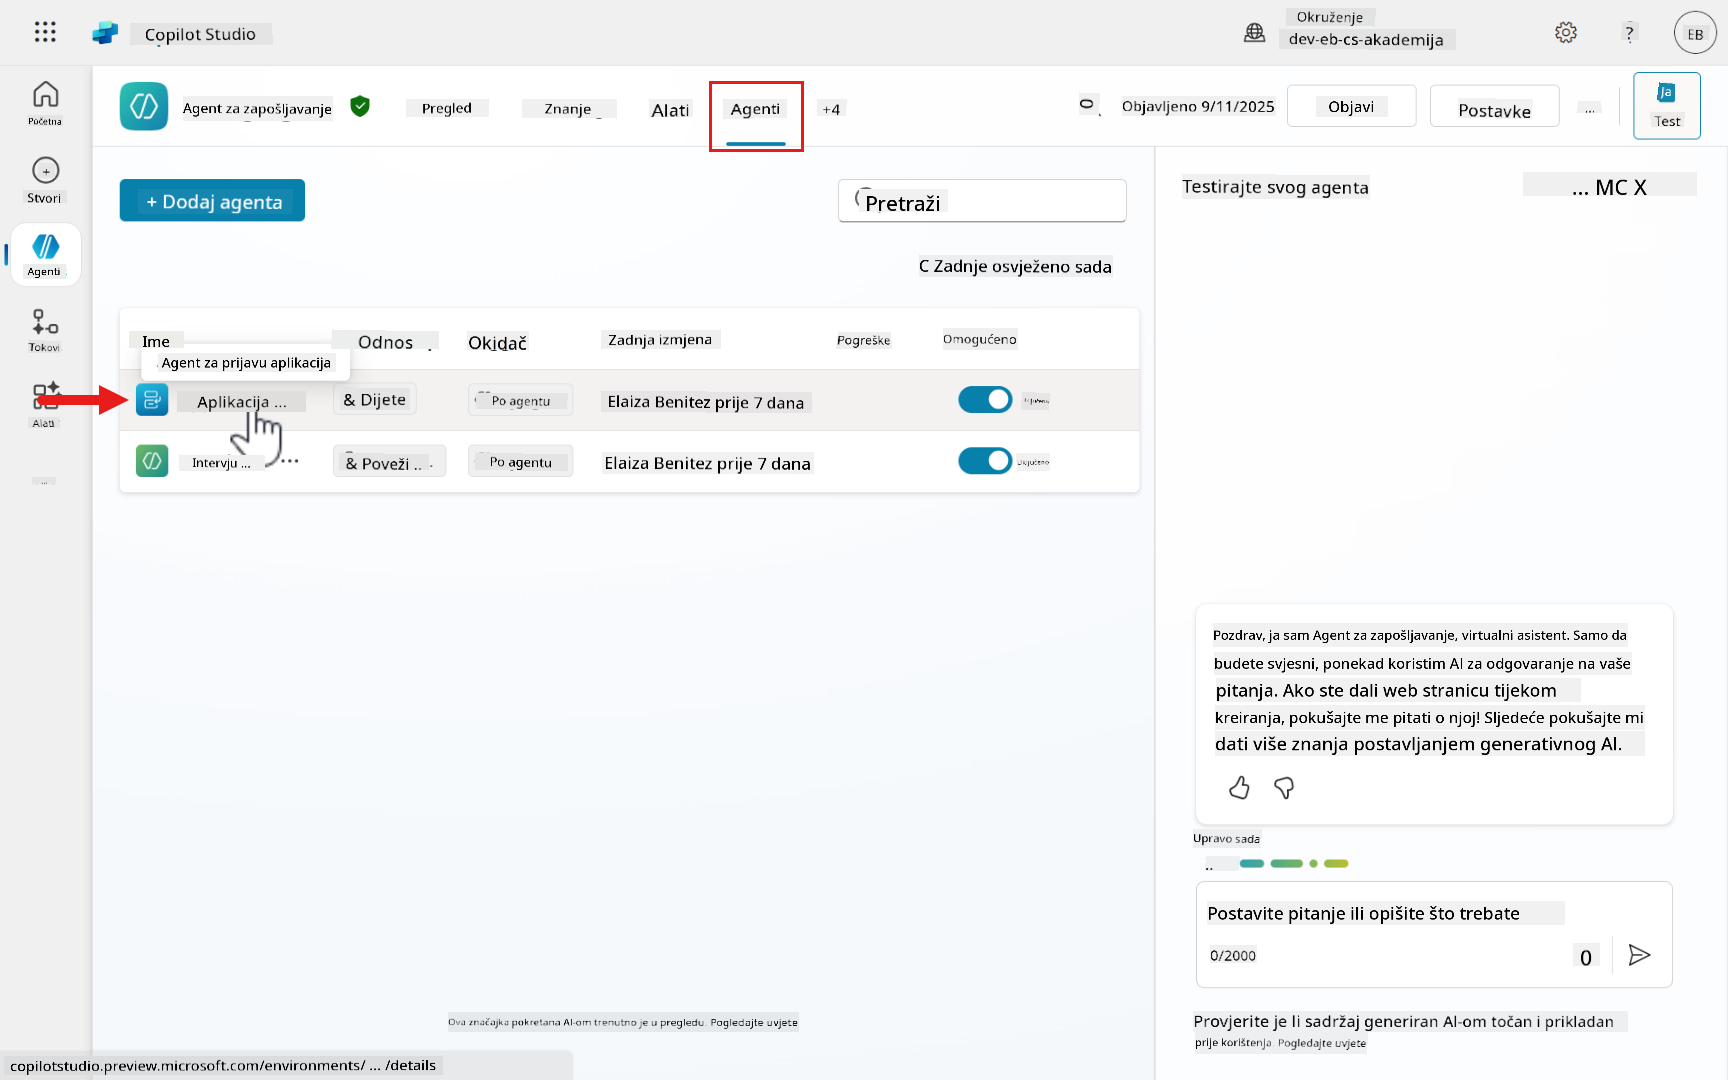 Copilot Studio
Okruženje
dev-eb-cs-akademija
?
EB
Početna
Stvori
Agenti
Tokovi
Alati
Agent za zapošljavanje
Pregled
Znanje
Alati
Agenti
+4
Objavljeno 9/11/2025
Objavi
Postavke
...
Ja
Test
+ Dodaj agenta
Pretraži
C Zadnje osvježeno sada
Ime
Odnos
Okidač
Zadnja izmjena
Pogreške
Omogućeno
Agent za prijavu aplikacija
Aplikacija ...
& Dijete
Po agentu
Elaiza Benitez prije 7 dana
Intervju ...
& Poveži ...
Po agentu
Elaiza Benitez prije 7 dana
Ova značajka pokretana AI-om trenutno je u pregledu. Pogledajte uvjete
copilotstudio.preview.microsoft.com/environments/ ... /details
Testirajte svog agenta
... MC X
Pozdrav, ja sam Agent za zapošljavanje, virtualni asistent. Samo da
budete svjesni, ponekad koristim AI za odgovaranje na vaše
pitanja. Ako ste dali web stranicu tijekom
kreiranja, pokušajte me pitati o njoj! Sljedeće pokušajte mi
dati više znanja postavljanjem generativnog AI.
Upravo sada
Postavite pitanje ili opišite što trebate
0/2000
0
Provjerite je li sadržaj generiran AI-om točan i prikladan
prije korištenja. Pogledajte uvjete